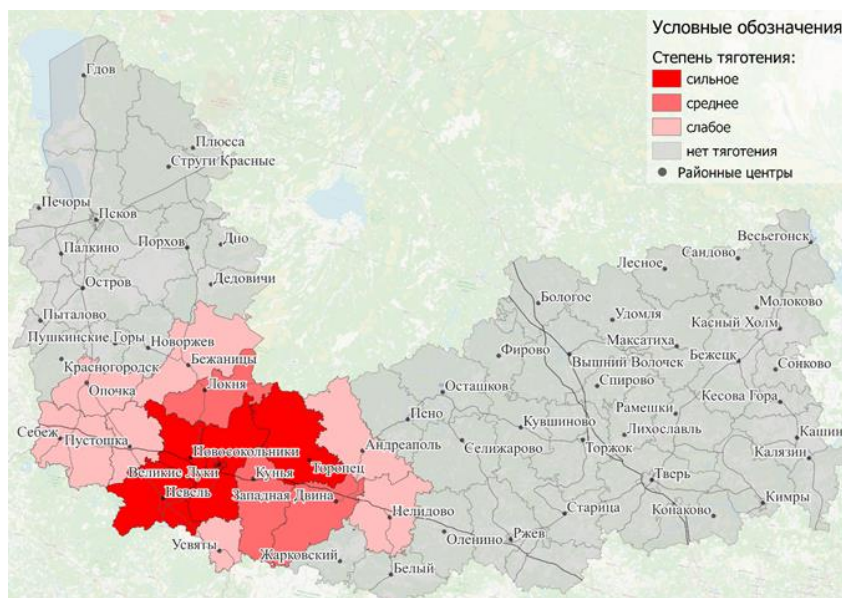 Условные обозначения
Степень тяготения:
сильное
среднее
слабое
нет тяготения
Районные центры
Гдов
Плюсса
Струги Красные
Печоры
Псков
Палкино
Порхов
Дно
Остров
Дедовичи
Пыталово
Пушкинские Горы
Новоржев
Красногородск
Бежаницы
Опочка
Локня
Себеж
Пустошка
Новосокольники
Великие Луки
Кунья
Торопец
Невель
Западная Двина
Усвяты
Жарковский
Андреаполь
Нелидово
Белый
Оленино
Ржев
Пено
Осташков
Селижарово
Кувшиново
Старица
Торжок
Фирово
Бологое
Вышний Волочек
Спирово
Удомля
Максатиха
Лесное
Сандово
Весьегонск
Молоково
Касный Холм
Бежецк
Сонково
Рамешки
Кесова Гора
Лихославль
Кашин
Калязин
Тверь
Конаково
Кимры